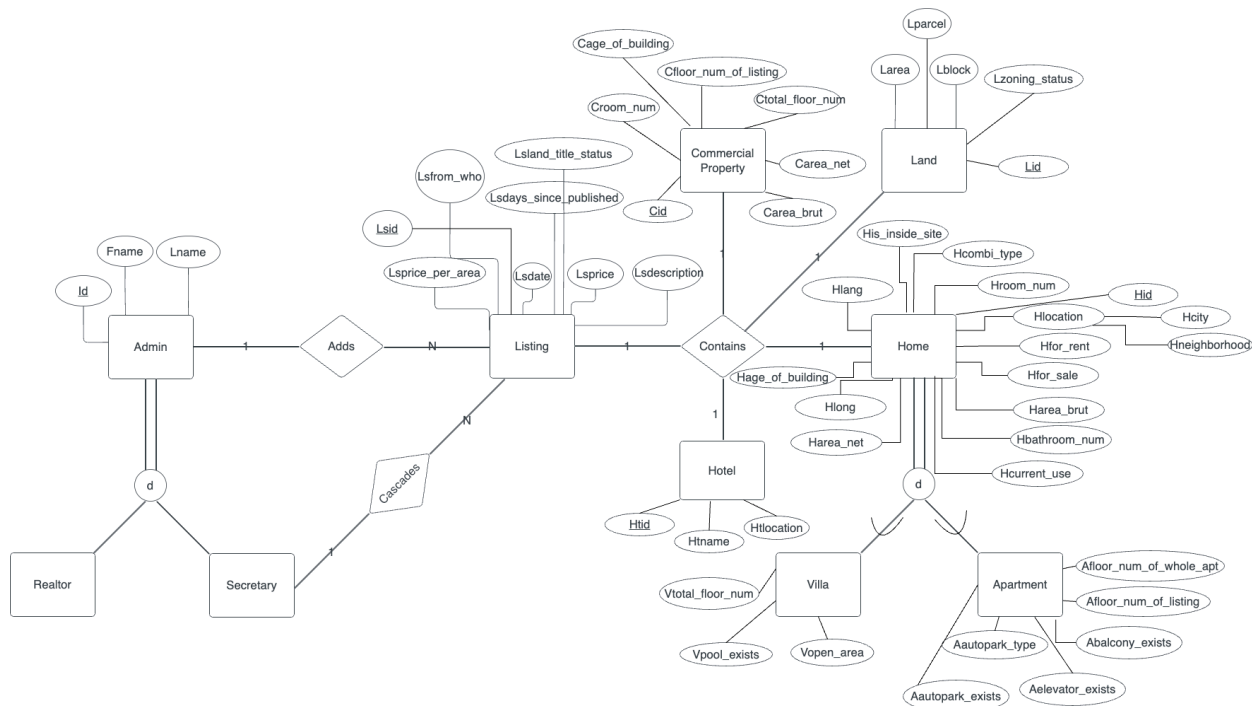 Lparcel
Cage_of_building
Larea
Lblock
Cfloor_num_of_listing
Lzoning_status
Croom_num
Ctotal_floor_num
Commercial
Property
Land
Lsland_title_status
Carea_net
Lid
Lsfrom_who
Lsdays_since_published
Cid
Carea_brut
Lsid
His_inside_site
Fname
Lname
Hcombi_type
1
1
Lsprice_per_area
Lsdate
Lsprice
Lsdescription
Id
Hlang
Hroom_num
Hid
Hlocation
Hcity
Admin
1
Adds
N
Listing
1
Contains
1
Home
Hfor_rent
Hneighborhood
Hage_of_building
Hfor_sale
Hlong
Harea_brut
1
N
Harea_net
Hbathroom_num
Hotel
Hcurrent_use
d
Cascades
d
Htid
Htname
Htlocation
1
Realtor
Secretary
Villa
Apartment
Afloor_num_of_whole_apt
Vtotal_floor_num
Afloor_num_of_listing
Vpool_exists
Vopen_area
Aautopark_type
Abalcony_exists
Aautopark_exists
Aelevator_exists